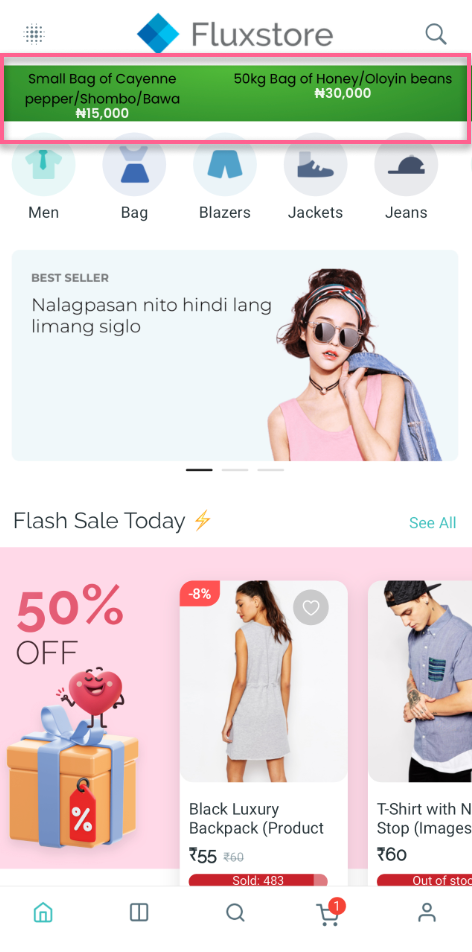 Fluxstore
Small Bag of Cayenne
pepper/Shombo/Bawa
₦15,000
50kg Bag of Honey/Oloyin beans
₦30,000
Men
Bag
Blazers
Jackets
Jeans
BEST SELLER
Nalagpasan nito hindi lang
limang siglo
Flash Sale Today ⚡
See All
50%
OFF
%
-8%
Black Luxury
Backpack (Product
₹55 ₹60
Sold: 483
T-Shirt with N
Stop (Images
₹60
Out of stoc
1